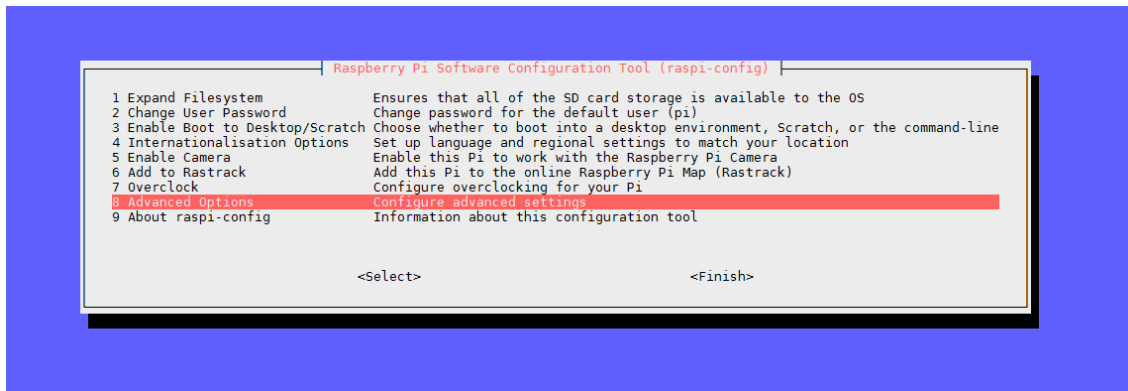 Raspberry Pi Software Configuration Tool (raspi-config)
1 Expand Filesystem Ensures that all of the SD card storage is available to the OS
2 Change User Password Change password for the default user (pi)
3 Enable Boot to Desktop/Scratch Choose whether to boot into a desktop environment, Scratch, or the command-line
4 Internationalisation Options Set up language and regional settings to match your location
5 Enable Camera Enable this Pi to work with the Raspberry Pi Camera
6 Add to Rastrack Add this Pi to the online Raspberry Pi Map (Rastrack)
7 Overclock Configure overclocking for your Pi
8 Advanced Options Configure advanced settings
9 About raspi-config Information about this configuration tool
<Select> <Finish>